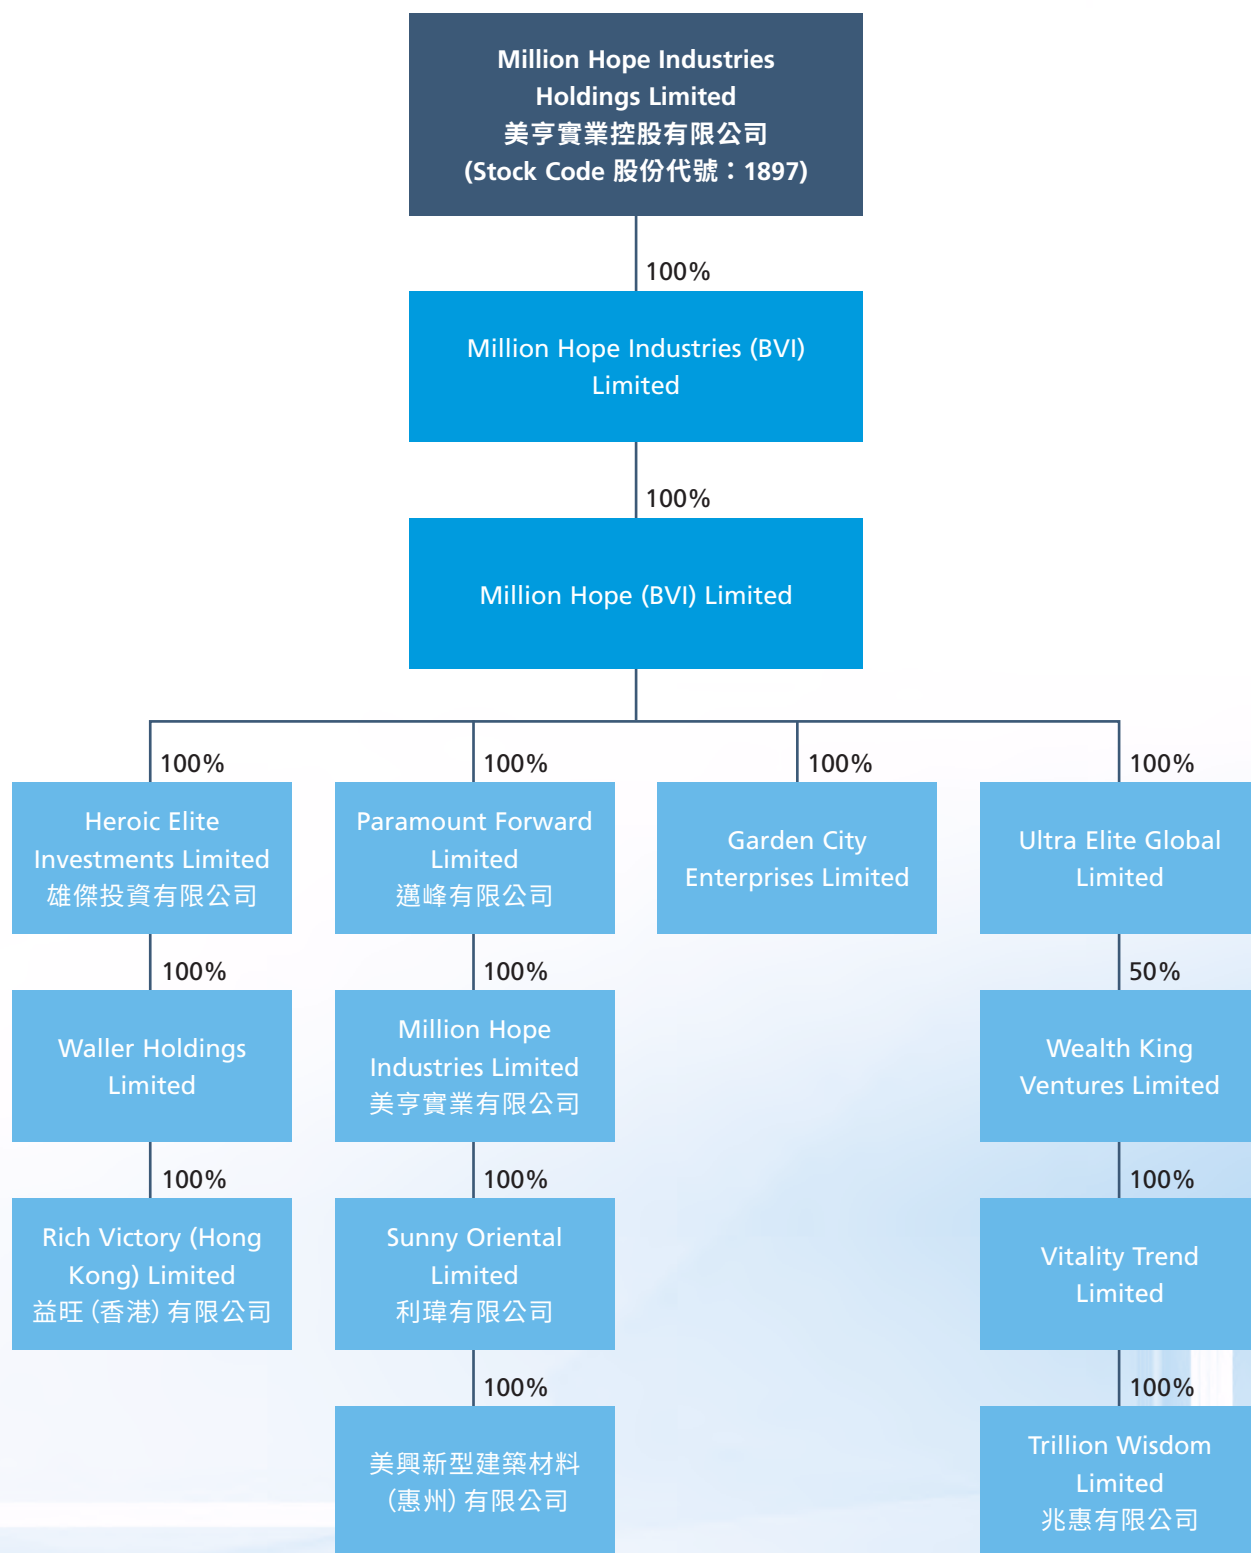 Million Hope Industries
Holdings Limited
美亨實業控股有限公司
(Stock Code 股份代號：1897)
100%
Million Hope Industries (BVI)
Limited
100%
Million Hope (BVI) Limited
100%
100%
100%
100%
Heroic Elite
Investments Limited
雄傑投資有限公司
Paramount Forward
Limited
邁峰有限公司
Garden City
Enterprises Limited
Ultra Elite Global
Limited
100%
100%
50%
Waller Holdings
Limited
Million Hope
Industries Limited
美亨實業有限公司
Wealth King
Ventures Limited
100%
100%
100%
Rich Victory (Hong
Kong) Limited
益旺（香港）有限公司
Sunny Oriental
Limited
利瑋有限公司
Vitality Trend
Limited
100%
100%
美興新型建築材料
（惠州）有限公司
Trillion Wisdom
Limited
兆惠有限公司